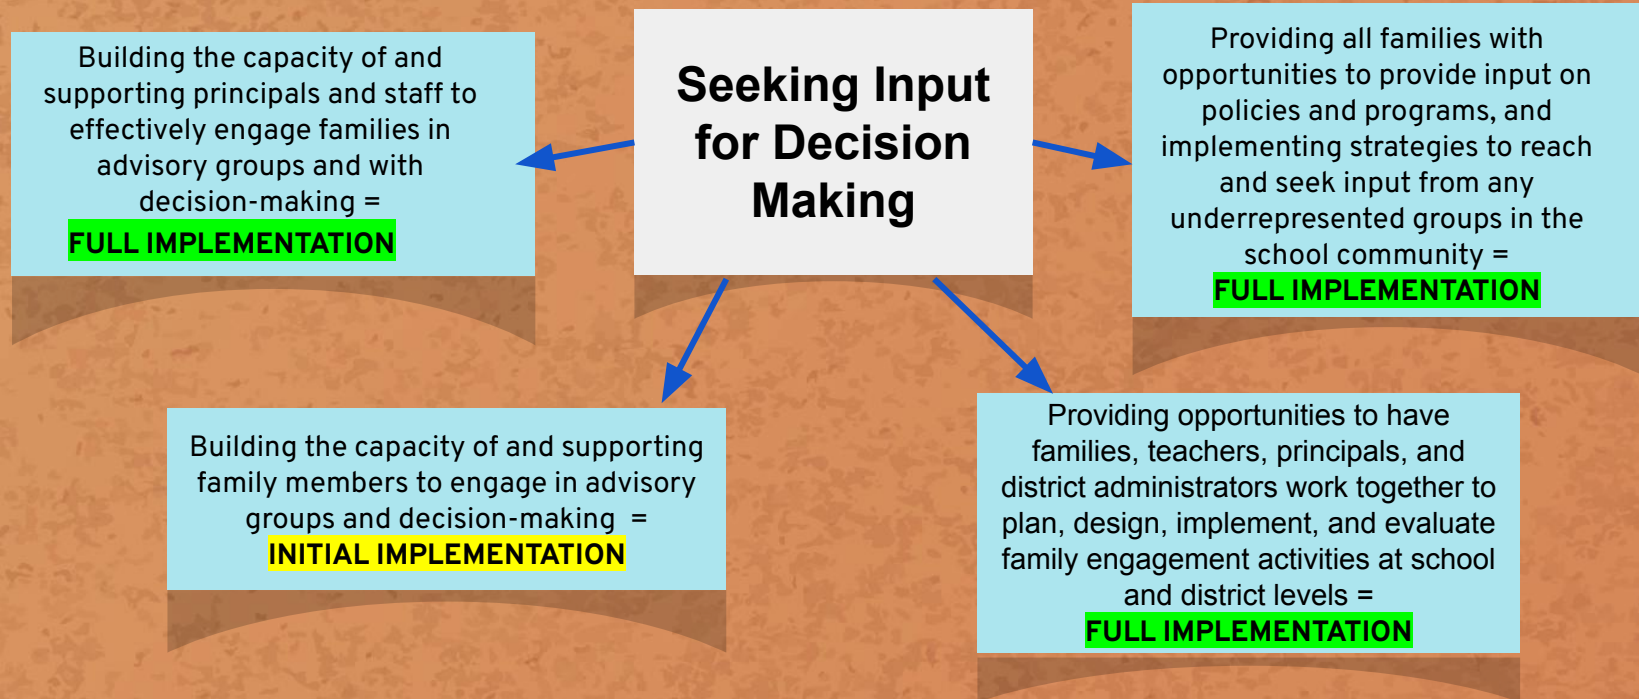 Seeking Input
for Decision
Making
Building the capacity of and
supporting principals and staff to
effectively engage families in
advisory groups and with
decision-making =
FULL IMPLEMENTATION
Providing all families with
opportunities to provide input on
policies and programs, and
implementing strategies to reach
and seek input from any
underrepresented groups in the
school community =
FULL IMPLEMENTATION
Building the capacity of and supporting
family members to engage in advisory
groups and decision-making =
INITIAL IMPLEMENTATION
Providing opportunities to have
families, teachers, principals, and
district administrators work together to
plan, design, implement, and evaluate
family engagement activities at school
and district levels =
FULL IMPLEMENTATION